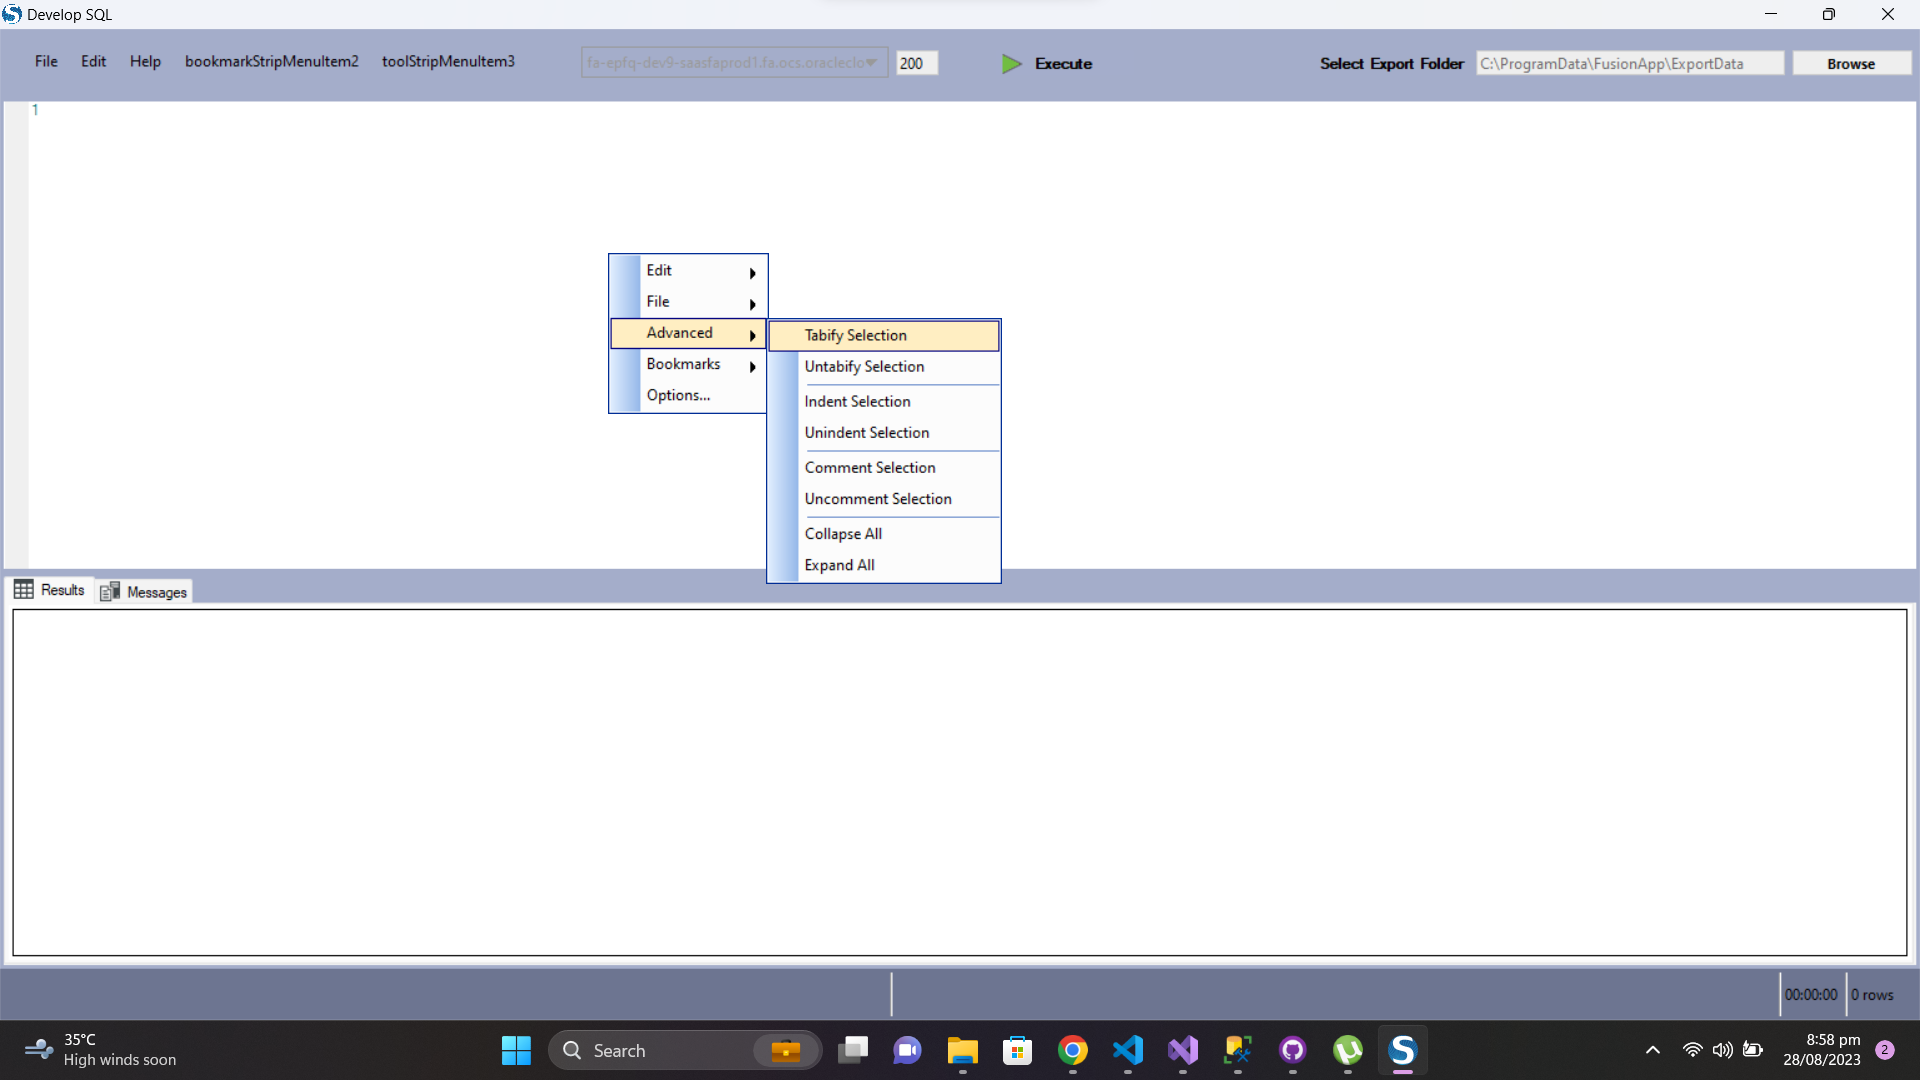 Develop SQL
File Edit Help bookmarkStripMenuItem2 toolStripMenuItem3 fa-epfq-dev9-saasfaprod1.fa.ocs.oracleclo 200 Execute Select Export Folder C:\ProgramData\FusionApp\ExportData Browse
1
Edit
File
Advanced
Bookmarks
Options...
Tabify Selection
Untabify Selection
Indent Selection
Unindent Selection
Comment Selection
Uncomment Selection
Collapse All
Expand All
Results Messages
00:00:00 0 rows
35°C
High winds soon
Search
8:58 pm
28/08/2023
2